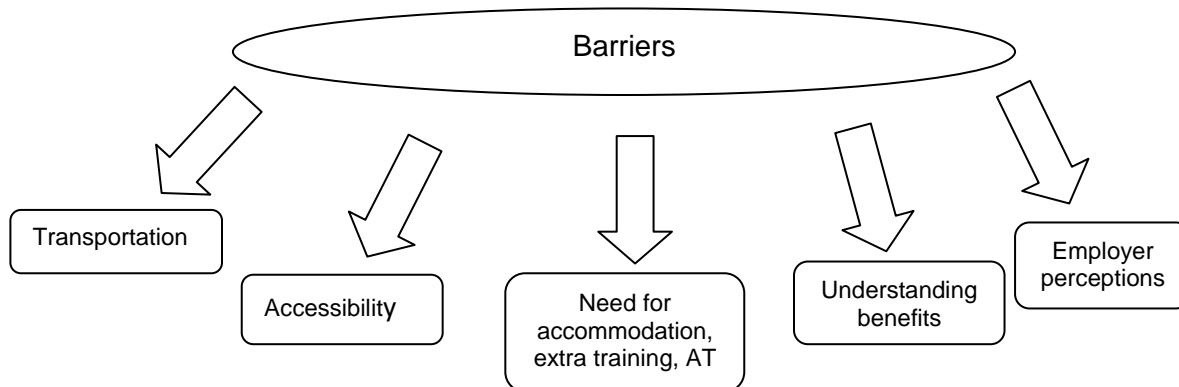 Barriers
Transportation
Accessibility
Need for
accommodation,
extra training, AT
Understanding
benefits
Employer
perceptions